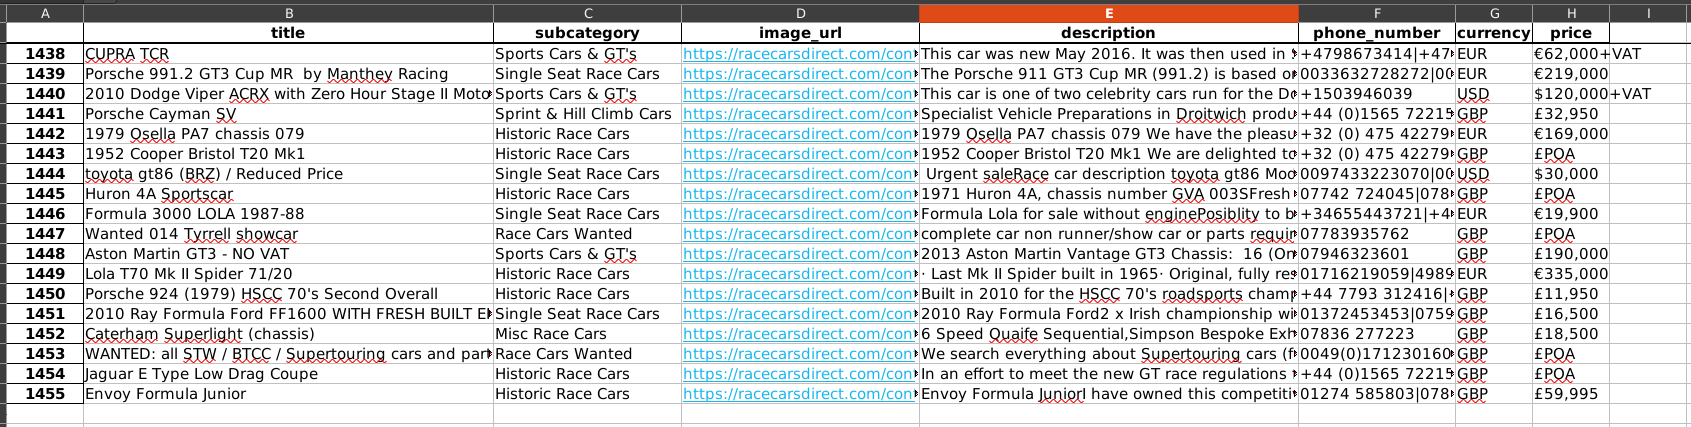 A B C D E F G H I
title subcategory image_url description phone_number currency price
1438 CUPRA TCR Sports Cars & GT's https://racecarsdirect.com/con This car was new May 2016. It was then used in +4798673414|+47 EUR €62,000+VAT
1439 Porsche 991.2 GT3 Cup MR  by Manthey Racing Single Seat Race Cars https://racecarsdirect.com/con The Porsche 911 GT3 Cup MR (991.2) is based or 0033632728272|00 EUR €219,000
1440 2010 Dodge Viper ACRX with Zero Hour Stage II Moto Sports Cars & GT's https://racecarsdirect.com/con This car is one of two celebrity cars run for the Do +1503946039 USD $120,000+VAT
1441 Porsche Cayman SV Sprint & Hill Climb Cars https://racecarsdirect.com/con Specialist Vehicle Preparations in Droitwich produ +44 (0)1565 72215 GBP £32,950
1442 1979 Osella PA7 chassis 079 Historic Race Cars https://racecarsdirect.com/con 1979 Osella PA7 chassis 079 We have the pleasu +32 (0) 475 42279 EUR €169,000
1443 1952 Cooper Bristol T20 Mk1 Historic Race Cars https://racecarsdirect.com/con 1952 Cooper Bristol T20 Mk1 We are delighted to +32 (0) 475 42279 GBP £POA
1444 toyota gt86 (BRZ) / Reduced Price Single Seat Race Cars https://racecarsdirect.com/con Urgent saleRace car description toyota gt86 Moo 0097433223070|00 USD $30,000
1445 Huron 4A Sportscar Historic Race Cars https://racecarsdirect.com/con 1971 Huron 4A, chassis number GVA 003SFresh 07742 724045|078 GBP £POA
1446 Formula 3000 LOLA 1987-88 Single Seat Race Cars https://racecarsdirect.com/con Formula Lola for sale without enginePosiblity to b +34655443721|+4 EUR €19,900
1447 Wanted 014 Tyrrell showcar Race Cars Wanted https://racecarsdirect.com/con complete car non runner/show car or parts requir 07783935762 GBP £POA
1448 Aston Martin GT3 - NO VAT Sports Cars & GT's https://racecarsdirect.com/con 2013 Aston Martin Vantage GT3 Chassis:  16 (Or 07946323601 GBP £190,000
1449 Lola T70 Mk II Spider 71/20 Historic Race Cars https://racecarsdirect.com/con · Last Mk II Spider built in 1965· Original, fully res 01716219059|4989 EUR €335,000
1450 Porsche 924 (1979) HSCC 70's Second Overall Historic Race Cars https://racecarsdirect.com/con Built in 2010 for the HSCC 70's roadsports champ +44 7793 312416| GBP £11,950
1451 2010 Ray Formula Ford FF1600 WITH FRESH BUILT E Single Seat Race Cars https://racecarsdirect.com/con 2010 Ray Formula Ford2 x Irish championship wi 01372453453|0759 GBP £16,500
1452 Caterham Superlight (chassis) Misc Race Cars https://racecarsdirect.com/con 6 Speed Quaife Sequential,Simpson Bespoke Exh 07836 277223 GBP £18,500
1453 WANTED: all STW / BTCC / Supertouring cars and part Race Cars Wanted https://racecarsdirect.com/con We search everything about Supertouring cars (f 0049(0)171230160 GBP £POA
1454 Jaguar E Type Low Drag Coupe Historic Race Cars https://racecarsdirect.com/con In an effort to meet the new GT race regulations +44 (0)1565 72215 GBP £POA
1455 Envoy Formula Junior Historic Race Cars https://racecarsdirect.com/con Envoy Formula JuniorI have owned this competiti 01274 585803|078 GBP £59,995